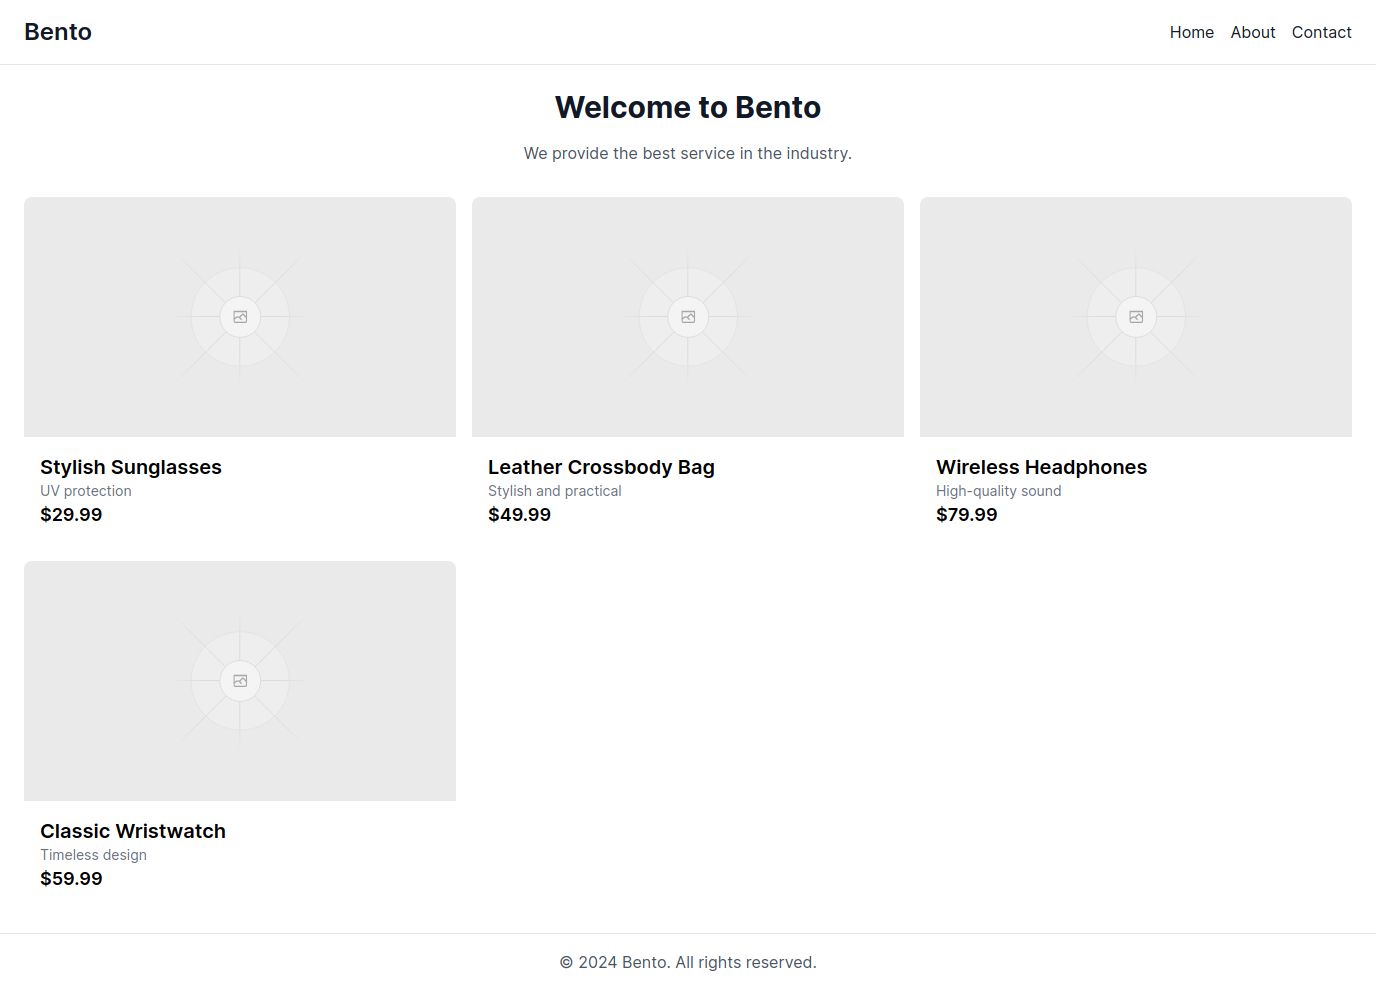 Bento
Home About Contact
Welcome to Bento
We provide the best service in the industry.
Stylish Sunglasses
UV protection
$29.99
Leather Crossbody Bag
Stylish and practical
$49.99
Wireless Headphones
High-quality sound
$79.99
Classic Wristwatch
Timeless design
$59.99
© 2024 Bento. All rights reserved.